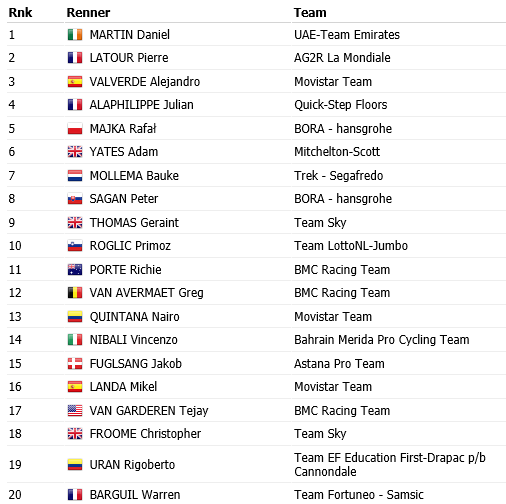 Rnk Renner Team
1 MARTIN Daniel UAE-Team Emirates
2 LATOUR Pierre AG2R La Mondiale
3 VALVERDE Alejandro Movistar Team
4 ALAPHILIPPE Julian Quick-Step Floors
5 MAJKA Rafał BORA - hansgrohe
6 YATES Adam Mitchelton-Scott
7 MOLLEMA Bauke Trek - Segafredo
8 SAGAN Peter BORA - hansgrohe
9 THOMAS Geraint Team Sky
10 ROGLIC Primoz Team LottoNL-Jumbo
11 PORTE Richie BMC Racing Team
12 VAN AVERMAET Greg BMC Racing Team
13 QUINTANA Nairo Movistar Team
14 NIBALI Vincenzo Bahrain Merida Pro Cycling Team
15 FUGLSANG Jakob Astana Pro Team
16 LANDA Mikel Movistar Team
17 VAN GARDEREN Tejay BMC Racing Team
18 FROOME Christopher Team Sky
19 URAN Rigoberto Team EF Education First-Drapac p/b
Cannondale
20 BARGUIL Warren Team Fortuneo - Samsic